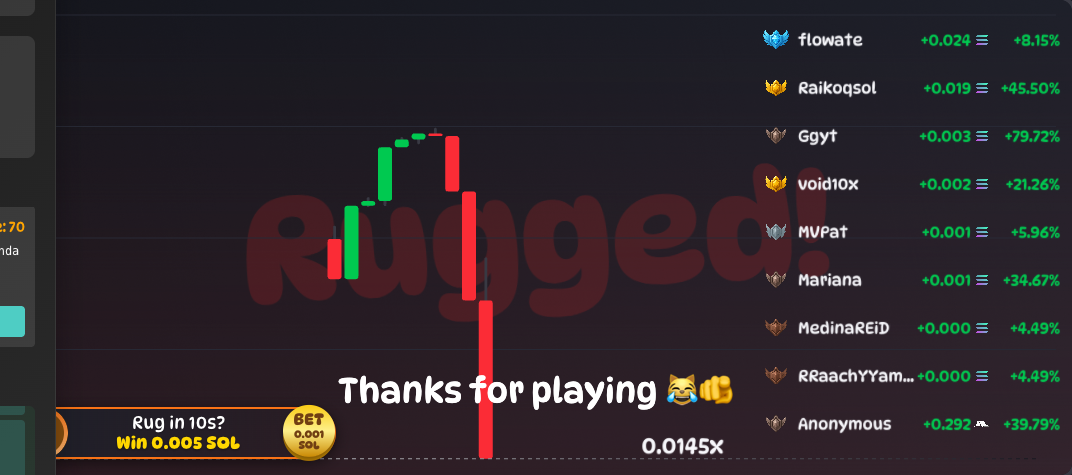 flowate +0.024 +8.15%
Raikoqsol +0.019 +45.50%
Ggyt +0.003 +79.72%
void10x +0.002 +21.26%
MVPat +0.001 +5.96%
Mariana +0.001 +34.67%
MedinaREiD +0.000 +4.49%
RRaachYYam... +0.000 +4.49%
Anonymous +0.292 +39.79%
Rugged!
:70
nda
Thanks for playing
Rug in 10s?
Win 0.005 SOL
BET
0.001
SOL
0.0145X